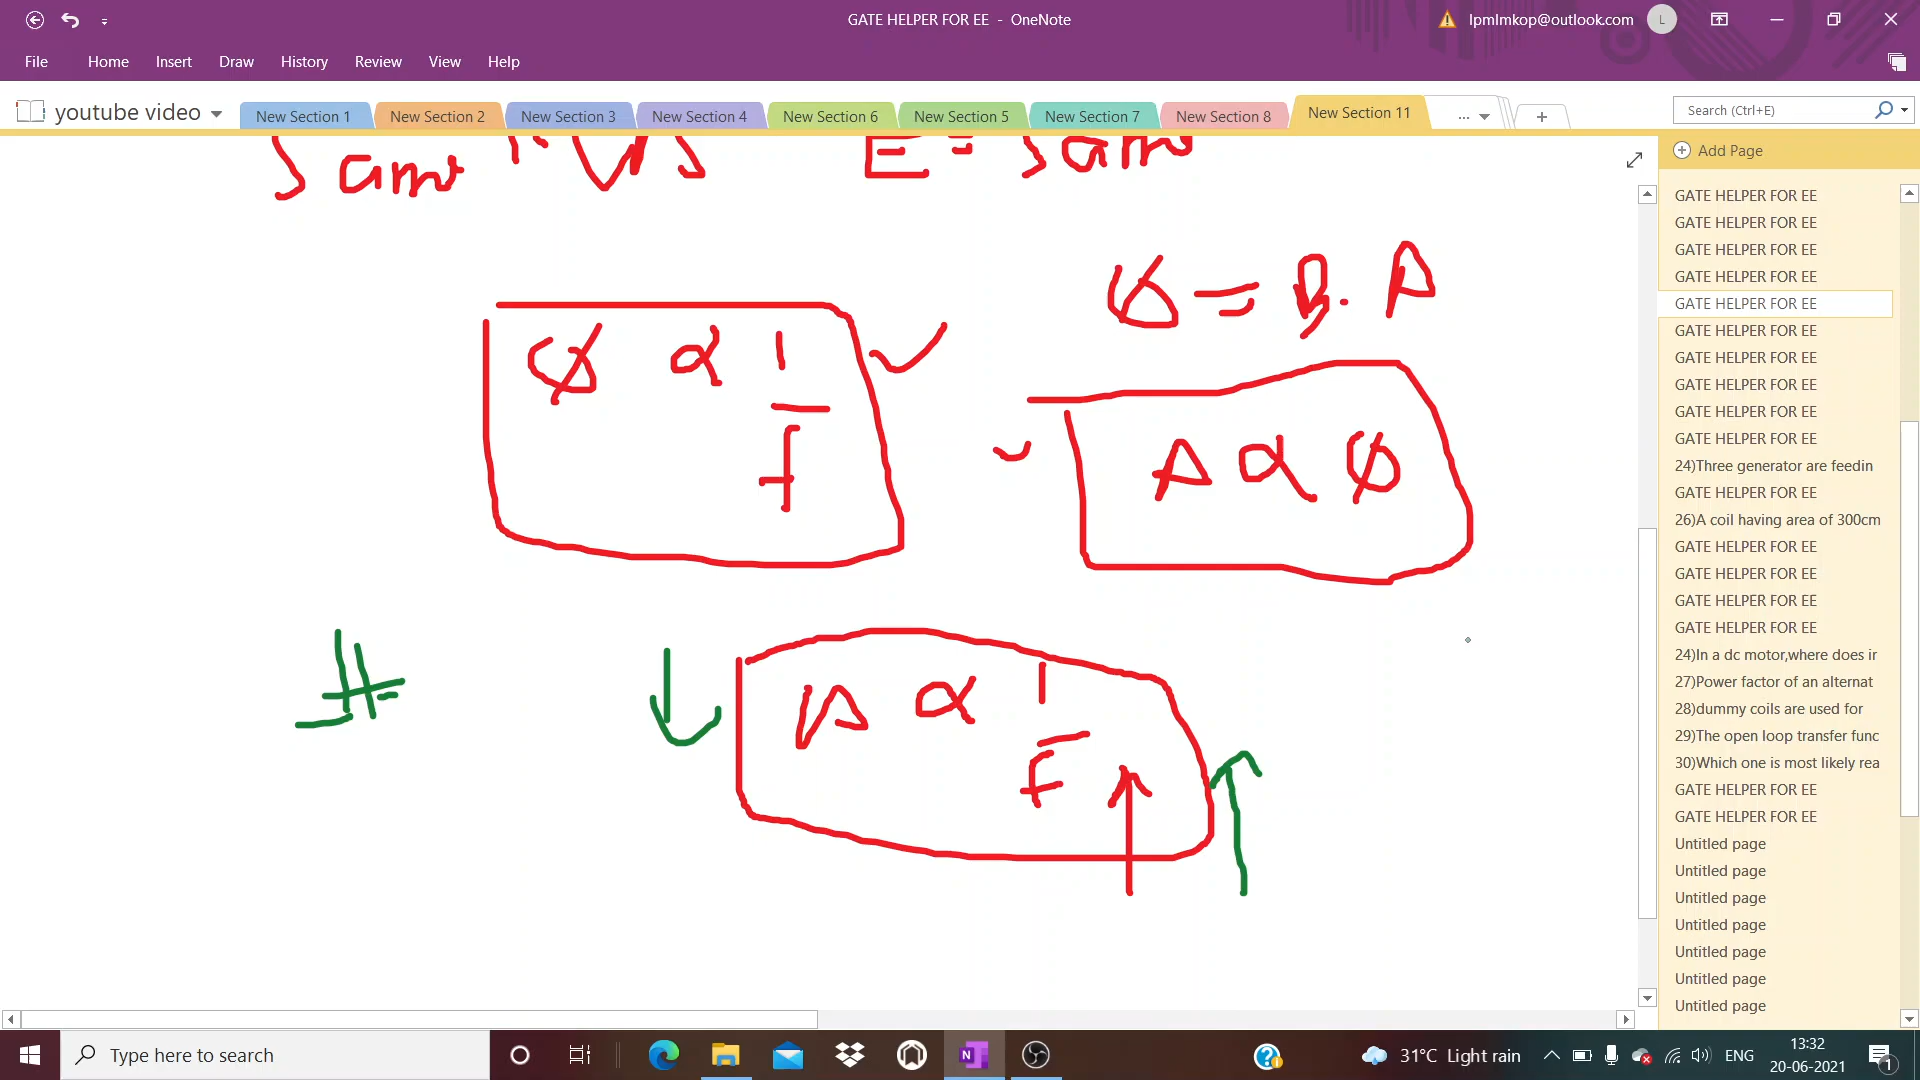 GATE HELPER FOR EE - OneNote
lpmlmkop@outlook.com
L
File Home Insert Draw History Review View Help
youtube video
New Section 1 New Section 2 New Section 3 New Section 4 New Section 6 New Section 5 New Section 7 New Section 8 New Section 11 ... +
Search (Ctrl+E)
Add Page
GATE HELPER FOR EE
GATE HELPER FOR EE
GATE HELPER FOR EE
GATE HELPER FOR EE
GATE HELPER FOR EE
GATE HELPER FOR EE
GATE HELPER FOR EE
GATE HELPER FOR EE
GATE HELPER FOR EE
GATE HELPER FOR EE
24)Three generator are feedin
GATE HELPER FOR EE
26)A coil having area of 300cm
GATE HELPER FOR EE
GATE HELPER FOR EE
GATE HELPER FOR EE
GATE HELPER FOR EE
24)In a dc motor,where does ir
27)Power factor of an alternat
28)dummy coils are used for
29)The open loop transfer func
30)Which one is most likely rea
GATE HELPER FOR EE
GATE HELPER FOR EE
Untitled page
Untitled page
Untitled page
Untitled page
Untitled page
Untitled page
Untitled page
Same E = Same
Ø = B. A
Ø α 1
f
A α Ø
A α 1
F
Type here to search
31°C Light rain
ENG
13:32
20-06-2021
1